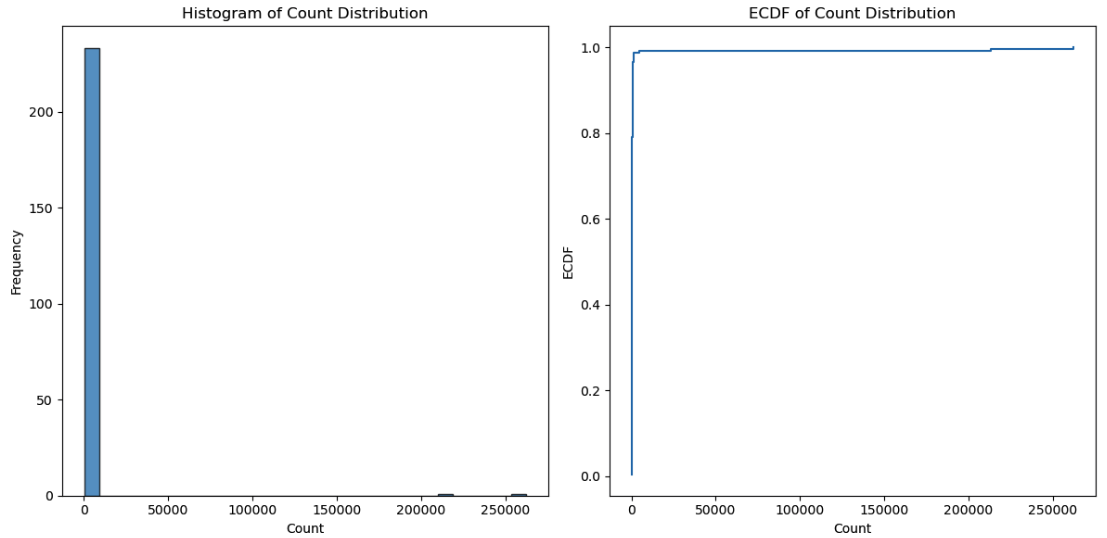 Histogram of Count Distribution
200
150
100
50
0
Frequency
0 50000 100000 150000 200000 250000
Count
ECDF of Count Distribution
1.0
0.8
0.6
0.4
0.2
0.0
ECDF
0 50000 100000 150000 200000 250000
Count